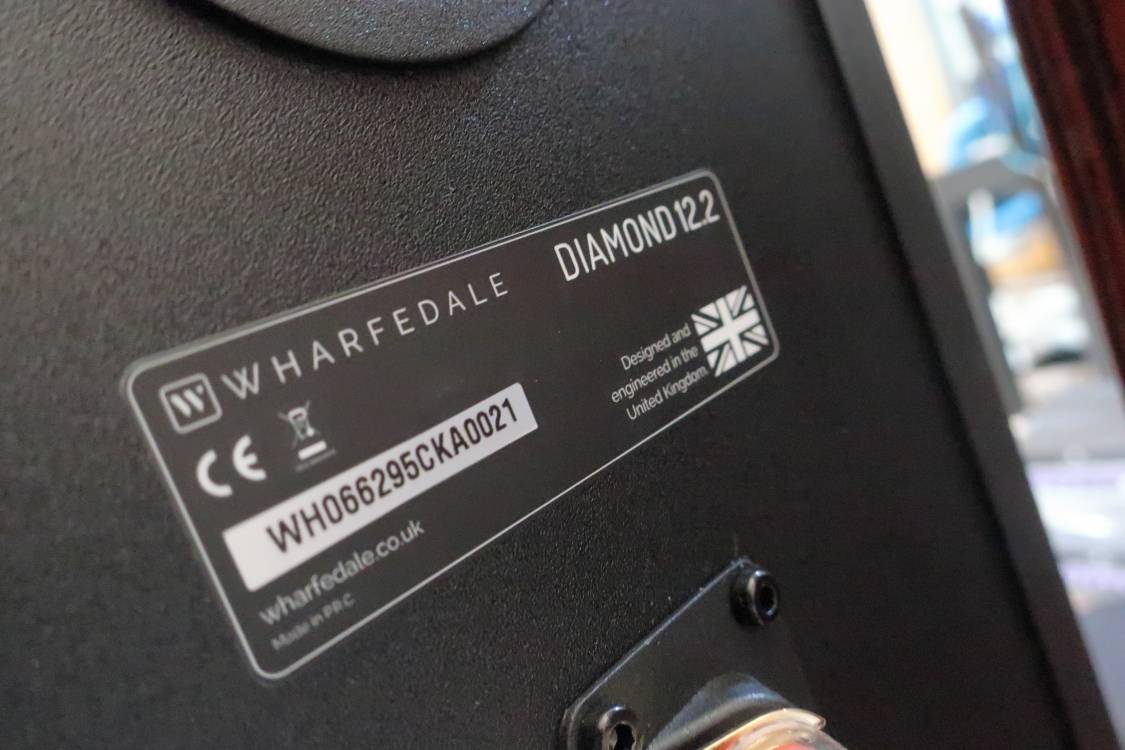 W WHARFEDALE
DIAMOND 12.2
CE
WH066295CKA0021
Designed and
engineered in the
United Kingdom.
wharfedale.co.uk
Made in P.R.C